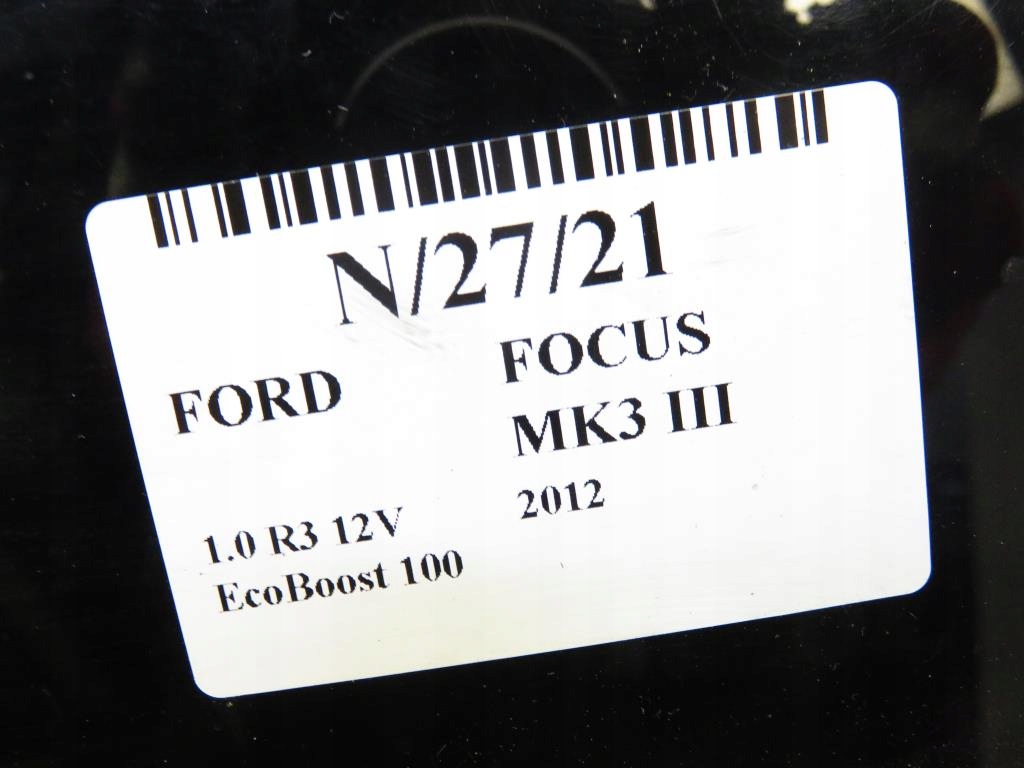 N/27/21
FORD
FOCUS
MK3 III
1.0 R3 12V
EcoBoost 100
2012